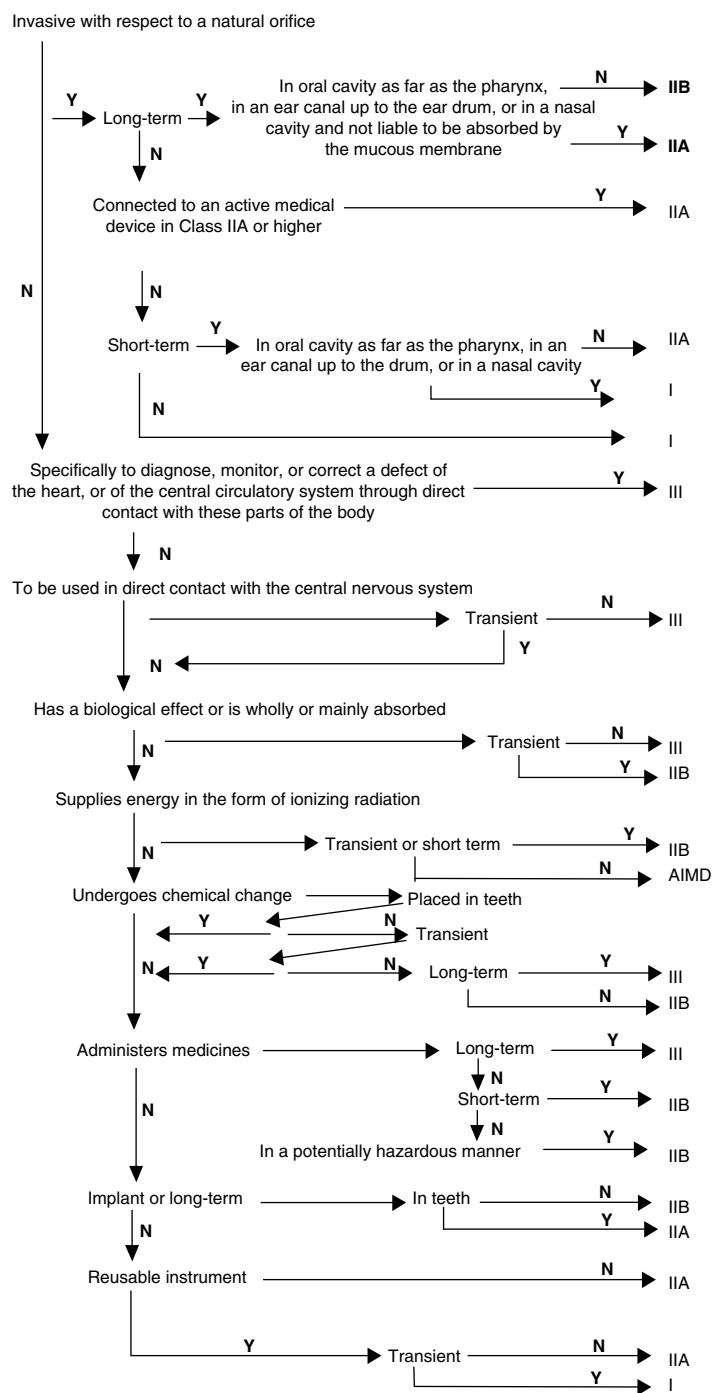 Invasive with respect to a natural orifice
Y
Long-term
Y
In oral cavity as far as the pharynx,
in an ear canal up to the ear drum, or in a nasal
cavity and not liable to be absorbed by
the mucous membrane
N
IIB
Y
IIA
N
Connected to an active medical
device in Class IIA or higher
Y
IIA
N
N
Short-term
Y
In oral cavity as far as the pharynx, in an
ear canal up to the drum, or in a nasal cavity
N
IIA
Y
I
N
I
Specifically to diagnose, monitor, or correct a defect of
the heart, or of the central circulatory system through direct
contact with these parts of the body
Y
III
N
To be used in direct contact with the central nervous system
Transient
N
III
Y
N
Has a biological effect or is wholly or mainly absorbed
N
Transient
N
III
Y
IIB
Supplies energy in the form of ionizing radiation
N
Transient or short term
Y
IIB
N
AIMD
Undergoes chemical change
Placed in teeth
Y
N
Transient
N
Y
N
Long-term
Y
III
N
IIB
Administers medicines
Long-term
Y
III
N
N
Short-term
Y
IIB
N
In a potentially hazardous manner
Y
IIB
Implant or long-term
In teeth
N
IIB
Y
IIA
N
Reusable instrument
N
IIA
Y
Transient
N
IIA
Y
I